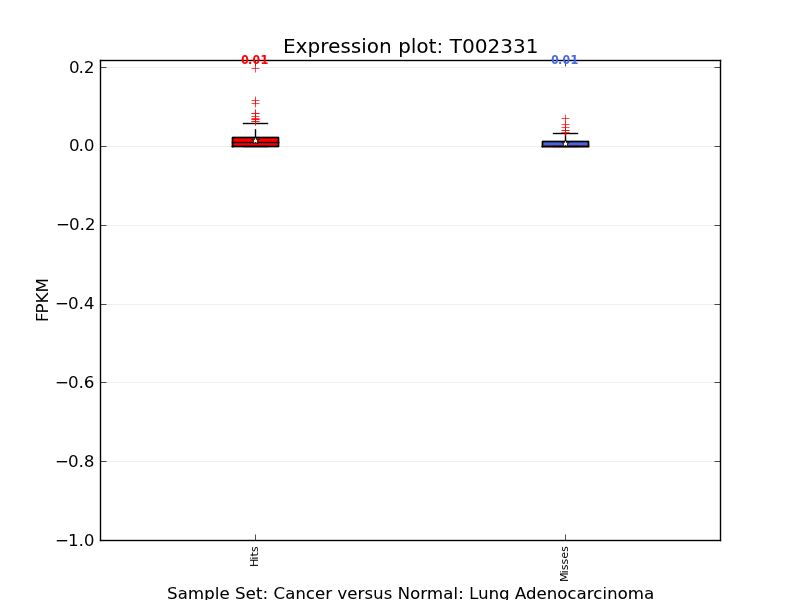 Expression plot: T002331
0.01 0.01
0.2
0.0
−0.2
−0.4
−0.6
−0.8
−1.0
FPKM
Hits Misses
Sample Set: Cancer versus Normal: Lung Adenocarcinoma